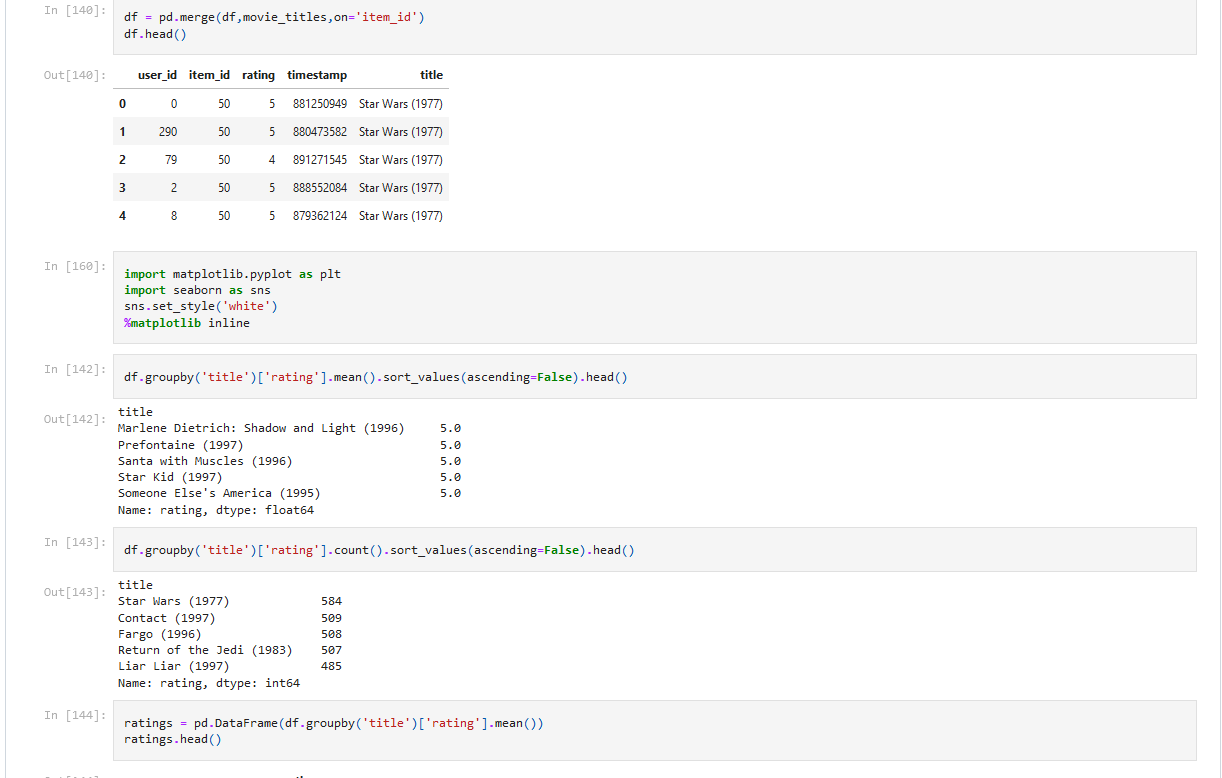 In [140]:
df = pd.merge(df,movie_titles,on='item_id')
df.head()
Out[140]:
user_id item_id rating timestamp title
0 0 50 5 881250949 Star Wars (1977)
1 290 50 5 880473582 Star Wars (1977)
2 79 50 4 891271545 Star Wars (1977)
3 2 50 5 888552084 Star Wars (1977)
4 8 50 5 879362124 Star Wars (1977)
In [160]:
import matplotlib.pyplot as plt
import seaborn as sns
sns.set_style('white')
%matplotlib inline
In [142]:
df.groupby('title')['rating'].mean().sort_values(ascending=False).head()
Out[142]:
title
Marlene Dietrich: Shadow and Light (1996) 5.0
Prefontaine (1997) 5.0
Santa with Muscles (1996) 5.0
Star Kid (1997) 5.0
Someone Else's America (1995) 5.0
Name: rating, dtype: float64
In [143]:
df.groupby('title')['rating'].count().sort_values(ascending=False).head()
Out[143]:
title
Star Wars (1977) 584
Contact (1997) 509
Fargo (1996) 508
Return of the Jedi (1983) 507
Liar Liar (1997) 485
Name: rating, dtype: int64
In [144]:
ratings = pd.DataFrame(df.groupby('title')['rating'].mean())
ratings.head()